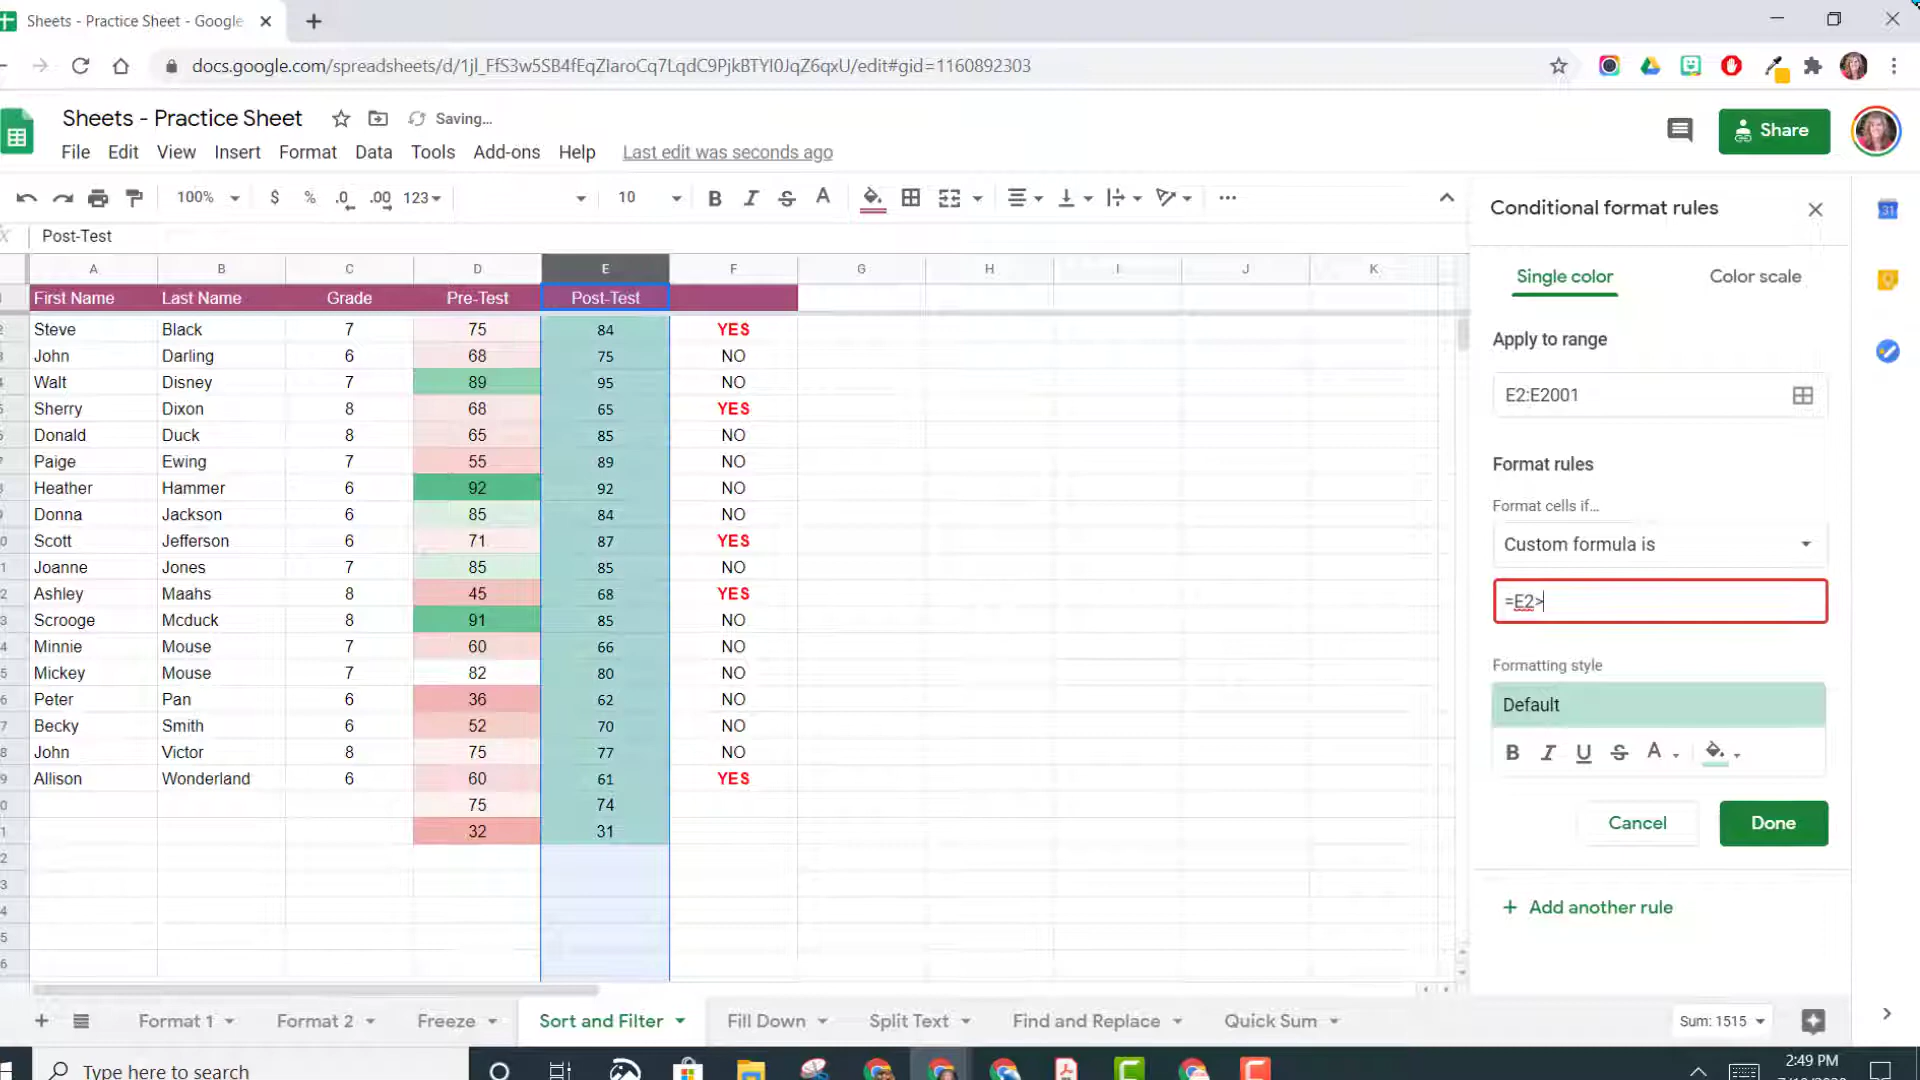 Sheets - Practice Sheet - Google
docs.google.com/spreadsheets/d/1jl_FfS3w5SB4fEqZIaroCq7LqdC9PjkBTYI0JqZ6qxU/edit#gid=1160892303
Sheets - Practice Sheet Saving...
File Edit View Insert Format Data Tools Add-ons Help Last edit was seconds ago
Share
100% $ % .0 .00 123 10 B I S A
Post-Test
A B C D E F G H I J K
First Name Last Name Grade Pre-Test Post-Test
Steve Black 7 75 84 YES
John Darling 6 68 75 NO
Walt Disney 7 89 95 NO
Sherry Dixon 8 68 65 YES
Donald Duck 8 65 85 NO
Paige Ewing 7 55 89 NO
Heather Hammer 6 92 92 NO
Donna Jackson 6 85 84 NO
Scott Jefferson 6 71 87 YES
Joanne Jones 7 85 85 NO
Ashley Maahs 8 45 68 YES
Scrooge Mcduck 8 91 85 NO
Minnie Mouse 7 60 66 NO
Mickey Mouse 7 82 80 NO
Peter Pan 6 36 62 NO
Becky Smith 6 52 70 NO
John Victor 8 75 77 NO
Allison Wonderland 6 60 61 YES
75 74
32 31
Conditional format rules
Single color Color scale
Apply to range
E2:E2001
Format rules
Format cells if...
Custom formula is
=E2>
Formatting style
Default
B I U S A
Cancel Done
+ Add another rule
31
+ Format 1 Format 2 Freeze Sort and Filter Fill Down Split Text Find and Replace Quick Sum Sum: 1515
Type here to search
2:49 PM